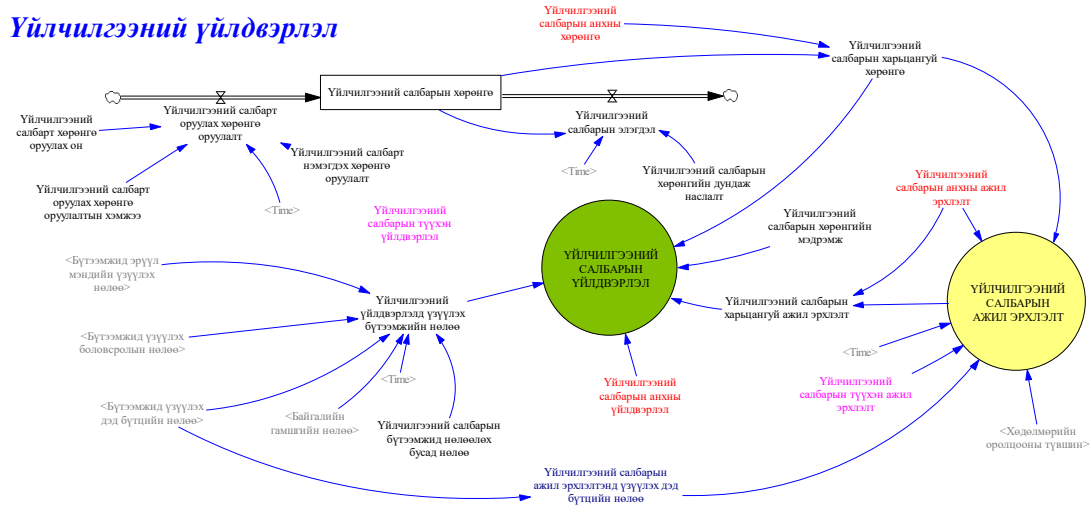 Үйлчилгээний үйлдвэрлэл
Үйлчилгээний
салбарын анхны
хөрөнгө
Үйлчилгээний
салбарын харьцангуй
хөрөнгө
Үйлчилгээний салбарын хөрөнгө
Үйлчилгээний
салбарт хөрөнгө
оруулах он
Үйлчилгээний салбарт
оруулах хөрөнгө
оруулалт
Үйлчилгээний
салбарын элэгдэл
Үйлчилгээний салбарт
нэмэгдэх хөрөнгө
оруулалт
<Time>
Үйлчилгээний салбарын
хөрөнгийн дундаж
наслалт
Үйлчилгээний салбарт
оруулах хөрөнгө
оруулалтын хэмжээ
<Time>
Үйлчилгээний
салбарын түүхэн
үйлдвэрлэл
Үйлчилгээний
салбарын анхны ажил
эрхлэлт
Үйлчилгээний
салбарын хөрөнгийн
мэдрэмж
<Бүтээмжид эрүүл
мэндийн үзүүлэх
нөлөө>
ҮЙЛЧИЛГЭЭНИЙ
САЛБАРЫН
ҮЙЛДВЭРЛЭЛ
ҮЙЛЧИЛГЭЭНИЙ
САЛБАРЫН
АЖИЛ ЭРХЛЭЛТ
Үйлчилгээний
үйлдвэрлэлд үзүүлэх
бүтээмжийн нөлөө
Үйлчилгээний салбарын
харьцангуй ажил эрхлэлт
<Бүтээмжид үзүүлэх
боловсролын нөлөө>
<Time>
<Time>
Үйлчилгээний
салбарын анхны
үйлдвэрлэл
Үйлчилгээний
салбарын түүхэн ажил
эрхлэлт
<Бүтээмжид үзүүлэх
дэд бүтцийн нөлөө>
<Байгалийн
гамшгийн нөлөө>
Үйлчилгээний салбарын
бүтээмжид нөлөөлөх
бусад нөлөө
<Хөдөлмөрийн
оролцооны түвшин>
Үйлчилгээний салбарын
ажил эрхлэлтэнд үзүүлэх дэд
бүтцийн нөлөө